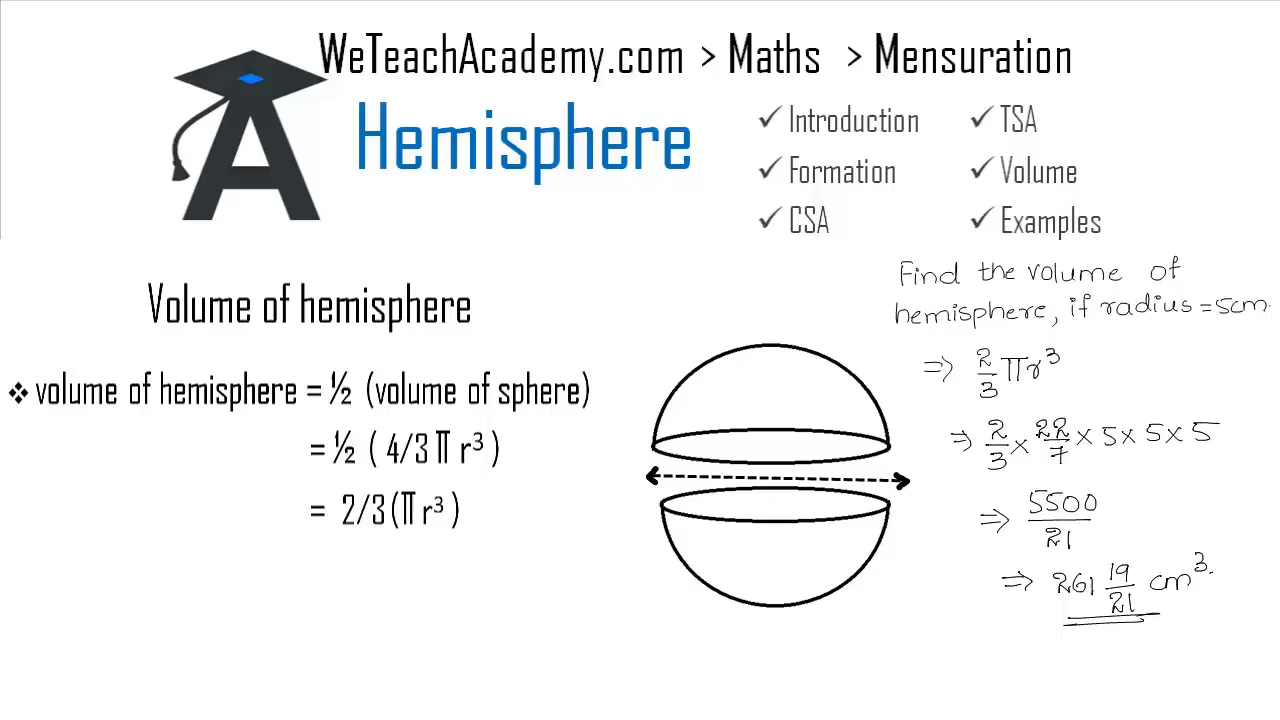 WeTeachAcademy.com > Maths > Mensuration
Hemisphere
✓ Introduction
✓ Formation
✓ CSA
✓ TSA
✓ Volume
✓ Examples
Volume of hemisphere
❖ volume of hemisphere = ½ (volume of sphere)
= ½ ( 4/3 π r³ )
= 2/3 (π r³ )
Find the volume of
hemisphere, if radius = 5cm.
⇒ 2/3 πr³
⇒ 2/3 × 22/7 × 5 × 5 × 5
⇒ 5500/21
⇒ 261 19/21 cm³.